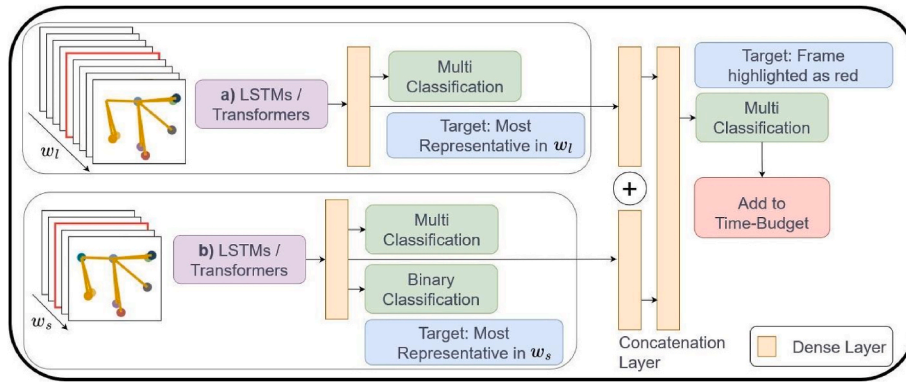 a) LSTMs /
Transformers
w_l
Multi
Classification
Target: Most
Representative in w_l
b) LSTMs /
Transformers
w_s
Multi
Classification
Binary
Classification
Target: Most
Representative in w_s
+
Concatenation
Layer
Target: Frame
highlighted as red
Multi
Classification
Add to
Time-Budget
Dense Layer